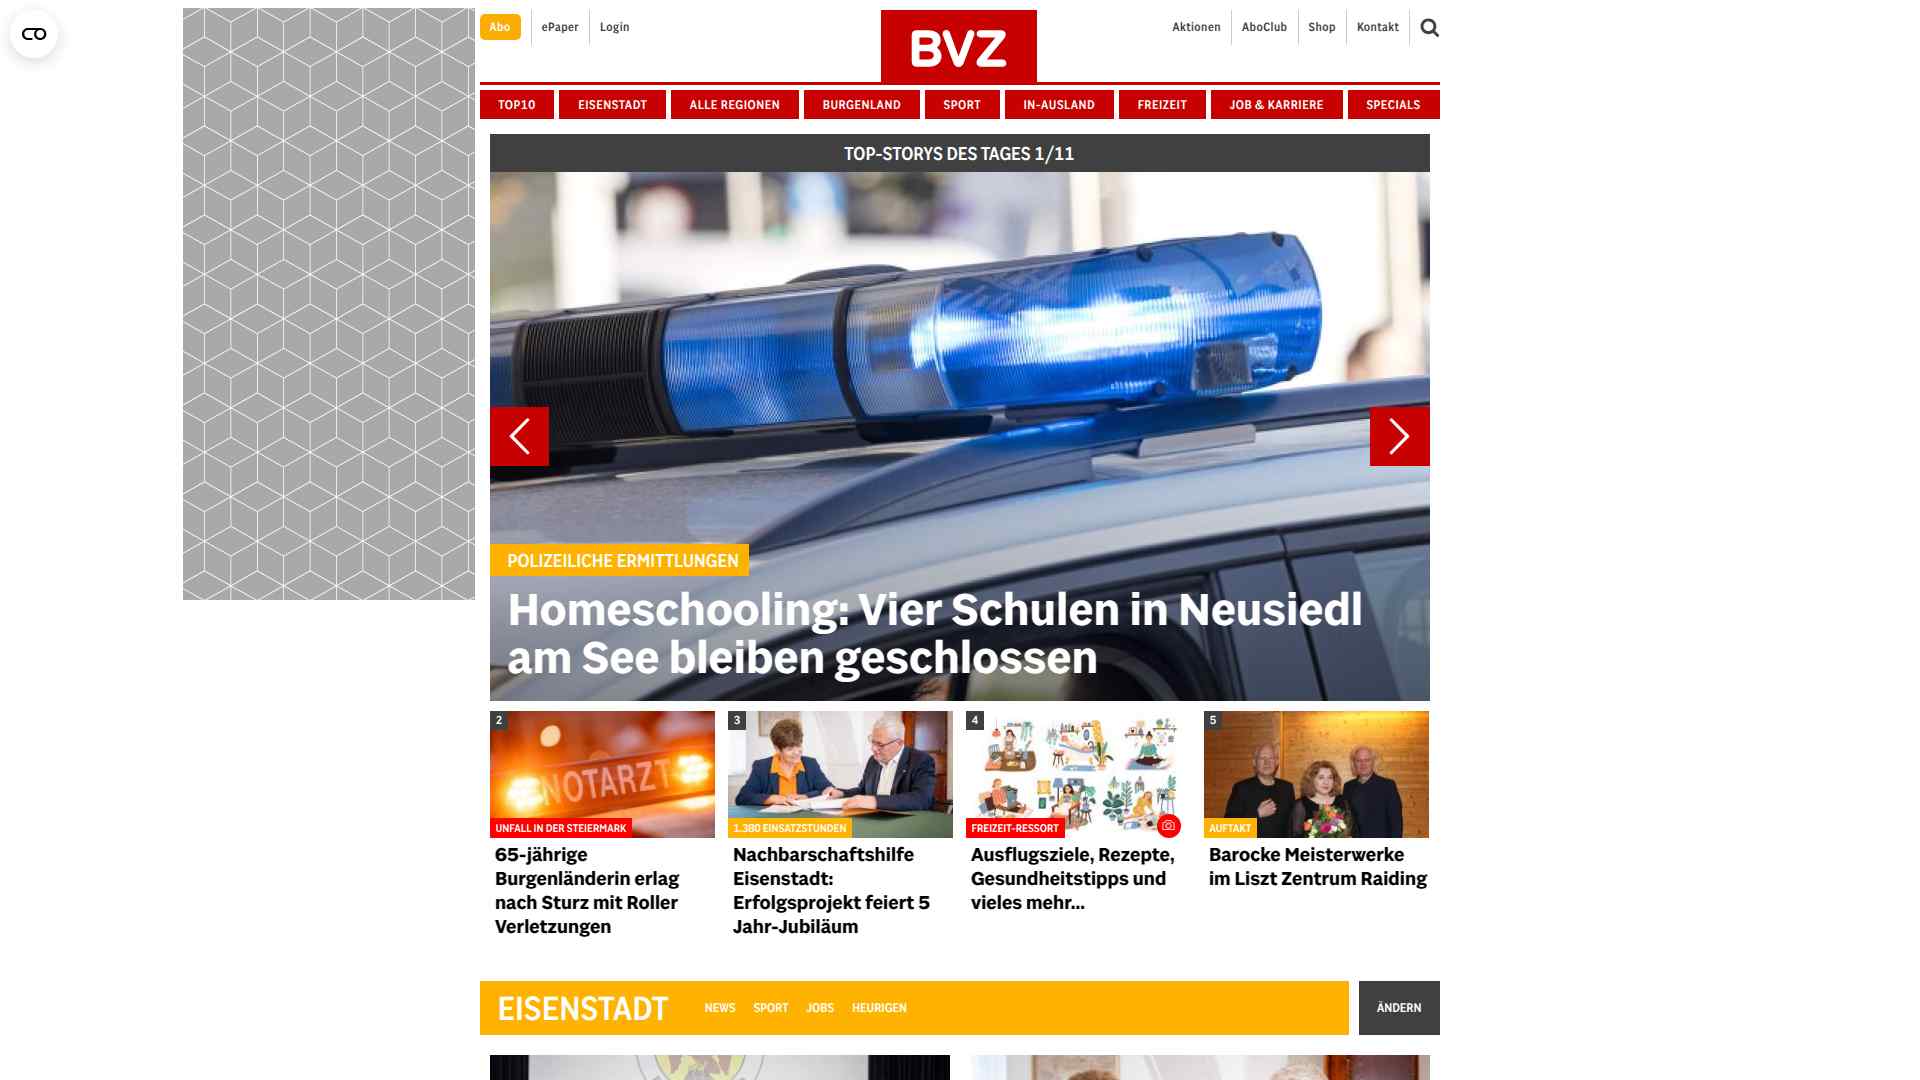 Abo
ePaper
Login
BVZ
Aktionen
AboClub
Shop
Kontakt
TOP10
EISENSTADT
ALLE REGIONEN
BURGENLAND
SPORT
IN-AUSLAND
FREIZEIT
JOB & KARRIERE
SPECIALS
TOP-STORYS DES TAGES 1/11
POLIZEILICHE ERMITTLUNGEN
Homeschooling: Vier Schulen in Neusiedl
am See bleiben geschlossen
2
NOTARZT
UNFALL IN DER STEIERMARK
65-jährige
Burgenländerin erlag
nach Sturz mit Roller
Verletzungen
3
1.380 EINSATZSTUNDEN
Nachbarschaftshilfe
Eisenstadt:
Erfolgsprojekt feiert 5
Jahr-Jubiläum
4
FREIZEIT-RESSORT
Ausflugsziele, Rezepte,
Gesundheitstipps und
vieles mehr...
5
AUFTAKT
Barocke Meisterwerke
im Liszt Zentrum Raiding
EISENSTADT
NEWS
SPORT
JOBS
HEURIGEN
ÄNDERN